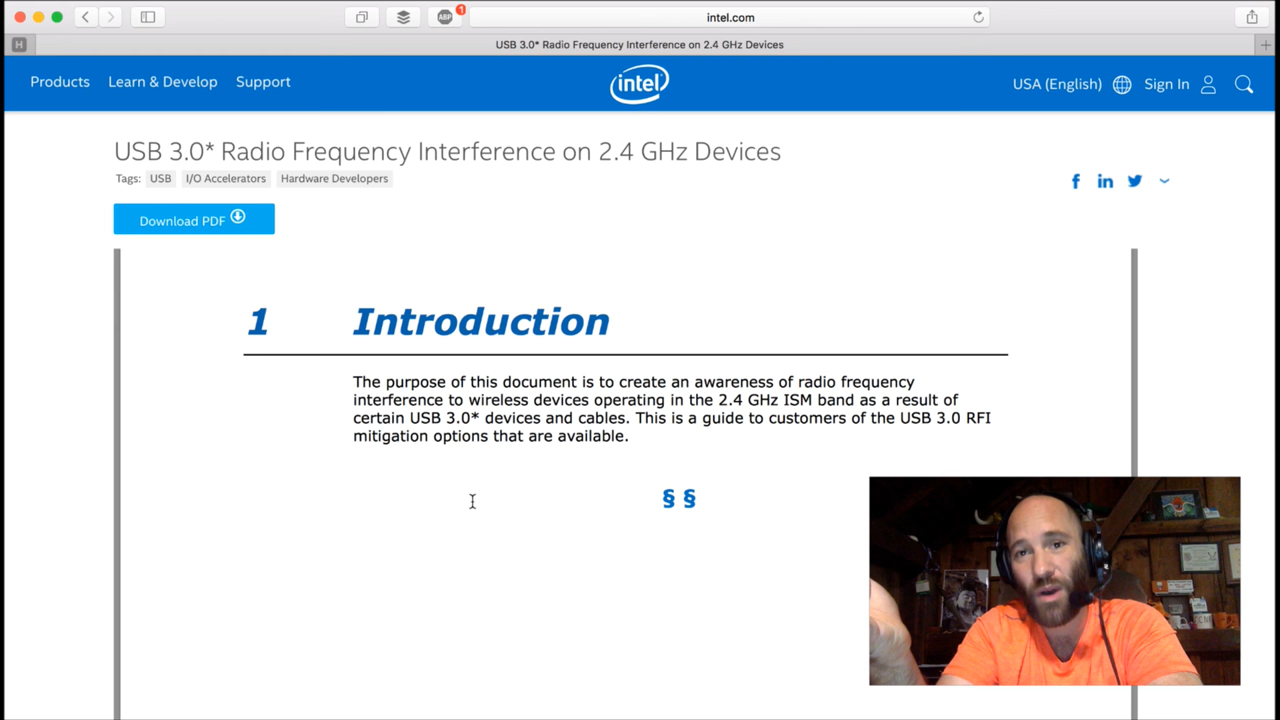 ABP
1
intel.com
H
USB 3.0* Radio Frequency Interference on 2.4 GHz Devices
+
Products
Learn & Develop
Support
intel
USA (English)
Sign In
USB 3.0* Radio Frequency Interference on 2.4 GHz Devices
Tags:
USB
I/O Accelerators
Hardware Developers
f
in
Download PDF
1 Introduction
The purpose of this document is to create an awareness of radio frequency
interference to wireless devices operating in the 2.4 GHz ISM band as a result of
certain USB 3.0* devices and cables. This is a guide to customers of the USB 3.0 RFI
mitigation options that are available.
§ §